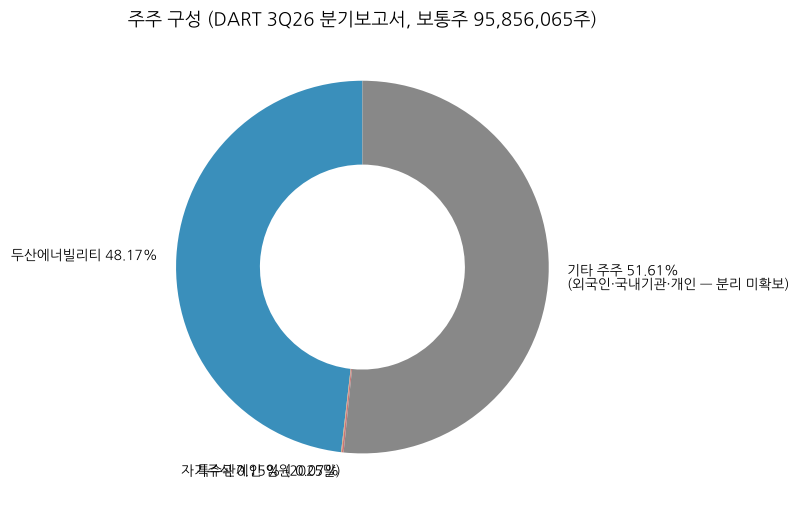 주주 구성 (DART 3Q26 분기보고서, 보통주 95,856,065주)
두산에너빌리티 48.17%
기타 주주 51.61%
(외국인·국내기관·개인 — 분리 미확보)